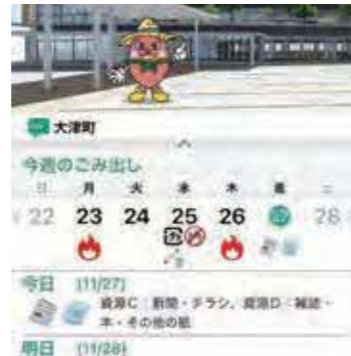 大津町
今週のごみ出し
日 月 火 水 木 金 土
22 23 24 25 26 27 28
今日 (11/27)
資源C：新聞・チラシ、資源D：雑誌・
本・その他の紙
明日 (11/28)